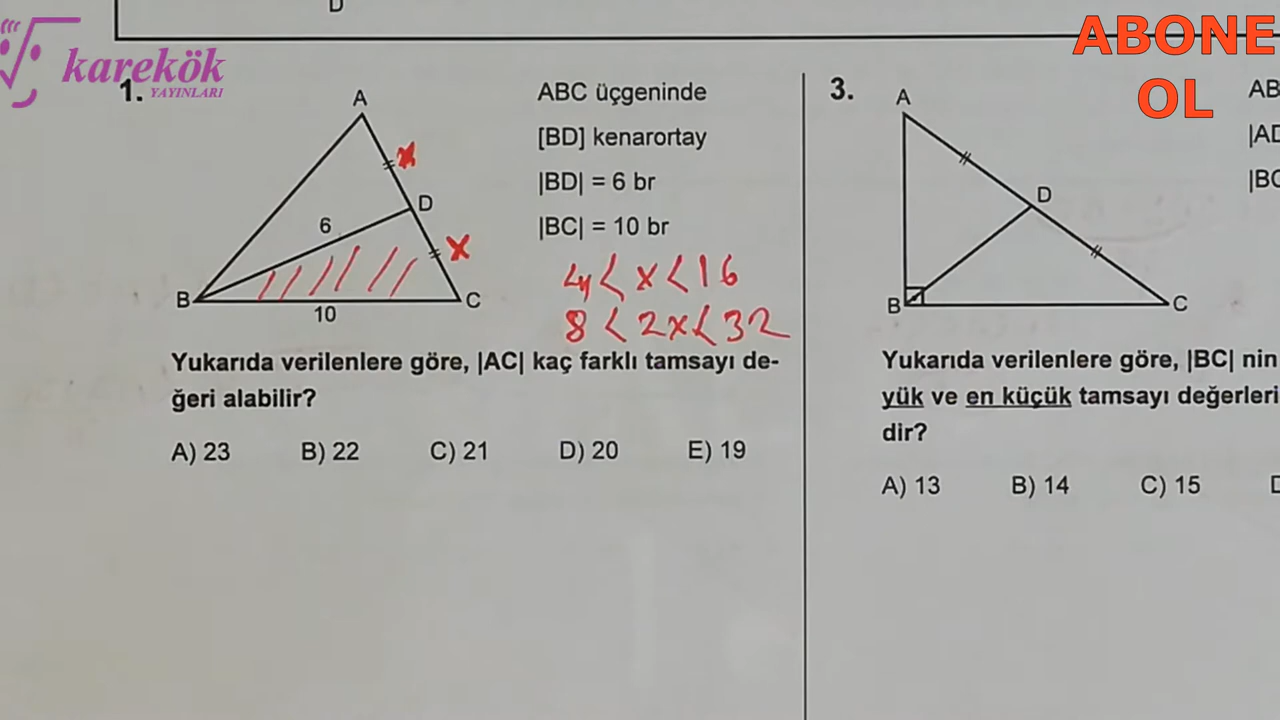 D
karekök
YAYINLARI
ABONE
OL
1.
A
D
6
B
C
10
x
x
ABC üçgeninde
[BD] kenarortay
|BD| = 6 br
|BC| = 10 br
4 < x < 16
8 < 2x < 32
Yukarıda verilenlere göre, |AC| kaç farklı tamsayı de-
ğeri alabilir?
A) 23 B) 22 C) 21 D) 20 E) 19
3.
A
D
B
C
AB
|AD
|BC
Yukarıda verilenlere göre, |BC| nin
yük ve en küçük tamsayı değerleri
dir?
A) 13 B) 14 C) 15